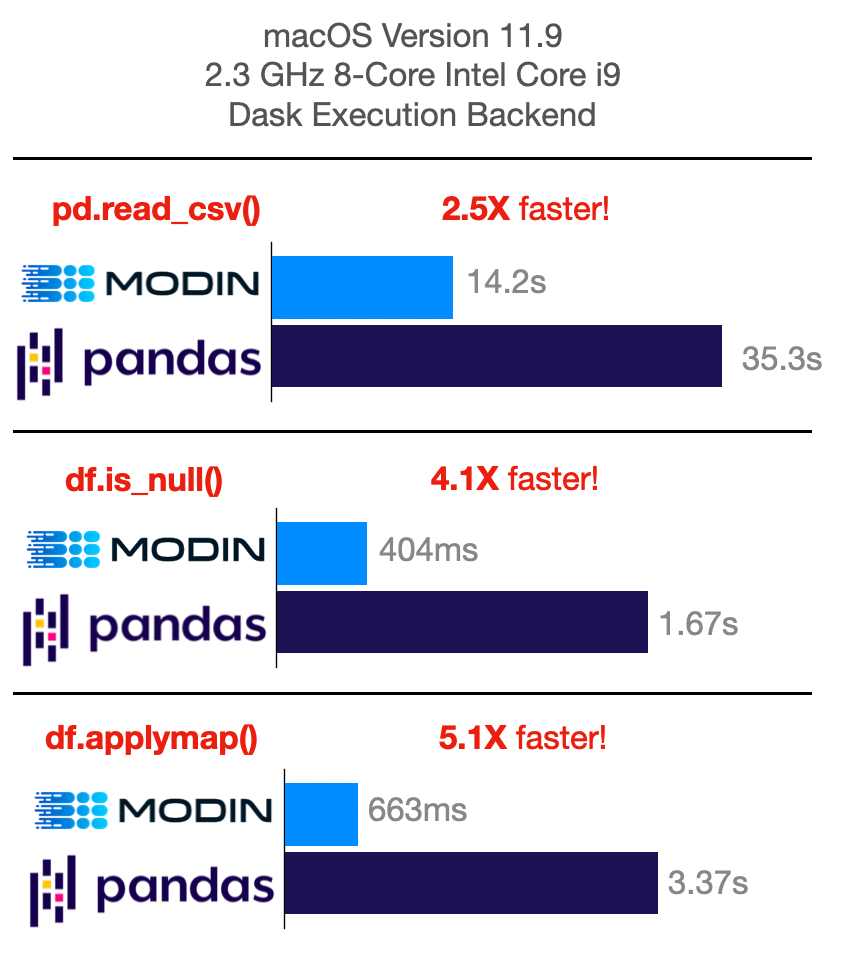 macOS Version 11.9
2.3 GHz 8-Core Intel Core i9
Dask Execution Backend
pd.read_csv() 2.5X faster!
MODIN 14.2s
pandas 35.3s
df.is_null() 4.1X faster!
MODIN 404ms
pandas 1.67s
df.applymap() 5.1X faster!
MODIN 663ms
pandas 3.37s